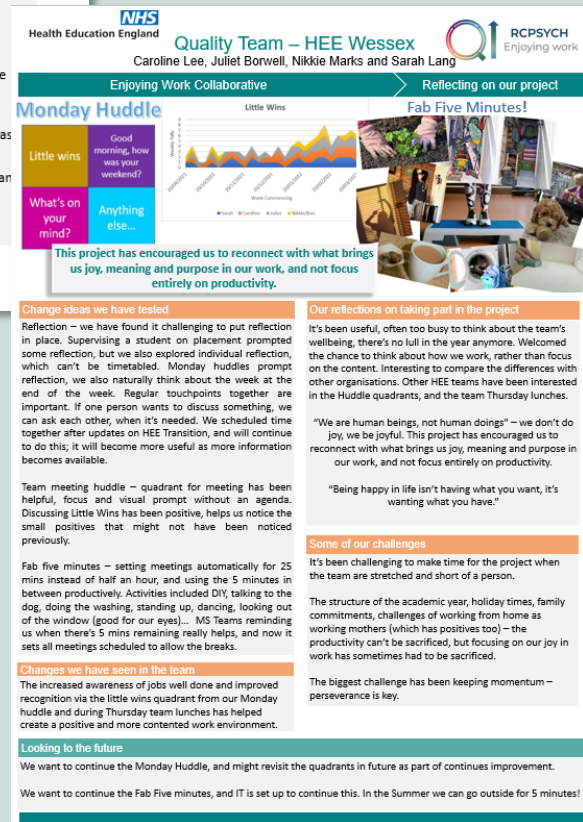 e
as
an
NHS
Health Education England
Quality Team – HEE Wessex
Caroline Lee, Juliet Borwell, Nikkie Marks and Sarah Lang
RCPSYCH
Enjoying work
Enjoying Work Collaborative
Reflecting on our project
Monday Huddle
Little wins
Good
morning, how
was your
weekend?
What's on
your
mind?
Anything
else...
Little Wins
Weekly Tally
Week Commencing
Sarah Caroline Juliet Nikkie/Bon
Fab Five Minutes!
This project has encouraged us to reconnect with what brings
us joy, meaning and purpose in our work, and not focus
entirely on productivity.
Change ideas we have tested
Reflection – we have found it challenging to put reflection
in place. Supervising a student on placement prompted
some reflection, but we also explored individual reflection,
which can't be timetabled. Monday huddles prompt
reflection, we also naturally think about the week at the
end of the week. Regular touchpoints together are
important. If one person wants to discuss something, we
can ask each other, when it's needed. We scheduled time
together after updates on HEE Transition, and will continue
to do this; it will become more useful as more information
becomes available.
Team meeting huddle – quadrant for meeting has been
helpful, focus and visual prompt without an agenda.
Discussing Little Wins has been positive, helps us notice the
small positives that might not have been noticed
previously.
Fab five minutes – setting meetings automatically for 25
mins instead of half an hour, and using the 5 minutes in
between productively. Activities included DIY, talking to the
dog, doing the washing, standing up, dancing, looking out
of the window (good for our eyes)... MS Teams reminding
us when there's 5 mins remaining really helps, and now it
sets all meetings scheduled to allow the breaks.
Changes we have seen in the team
The increased awareness of jobs well done and improved
recognition via the little wins quadrant from our Monday
huddle and during Thursday team lunches has helped
create a positive and more contented work environment.
Our reflections on taking part in the project
It's been useful, often too busy to think about the team's
wellbeing, there's no lull in the year anymore. Welcomed
the chance to think about how we work, rather than focus
on the content. Interesting to compare the differences with
other organisations. Other HEE teams have been interested
in the Huddle quadrants, and the team Thursday lunches.
"We are human beings, not human doings" – we don't do
joy, we be joyful. This project has encouraged us to
reconnect with what brings us joy, meaning and purpose in
our work, and not focus entirely on productivity.
"Being happy in life isn't having what you want, it's
wanting what you have."
Some of our challenges
It's been challenging to make time for the project when
the team are stretched and short of a person.
The structure of the academic year, holiday times, family
commitments, challenges of working from home as
working mothers (which has positives too) – the
productivity can't be sacrificed, but focusing on our joy in
work has sometimes had to be sacrificed.
The biggest challenge has been keeping momentum –
perseverance is key.
Looking to the future
We want to continue the Monday Huddle, and might revisit the quadrants in future as part of continues improvement.
We want to continue the Fab Five minutes, and IT is set up to continue this. In the Summer we can go outside for 5 minutes!